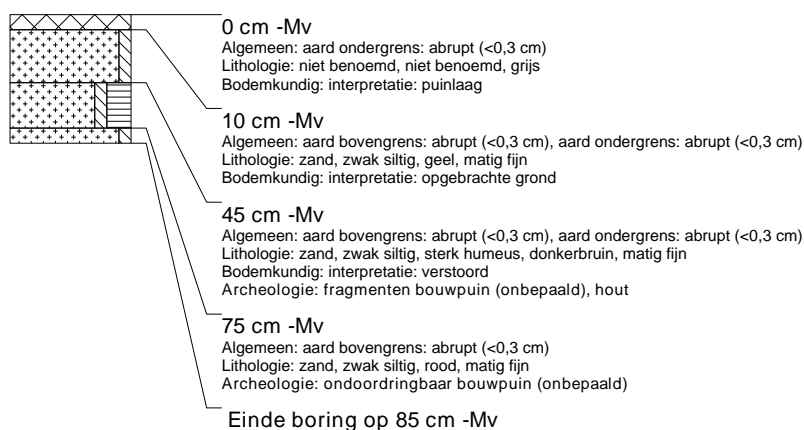 0 cm -Mv
Algemeen: aard ondergrens: abrupt (<0,3 cm)
Lithologie: niet benoemd, niet benoemd, grijs
Bodemkundig: interpretatie: puinlaag
10 cm -Mv
Algemeen: aard bovengrens: abrupt (<0,3 cm), aard ondergrens: abrupt (<0,3 cm)
Lithologie: zand, zwak siltig, geel, matig fijn
Bodemkundig: interpretatie: opgebrachte grond
45 cm -Mv
Algemeen: aard bovengrens: abrupt (<0,3 cm), aard ondergrens: abrupt (<0,3 cm)
Lithologie: zand, zwak siltig, sterk humeus, donkerbruin, matig fijn
Bodemkundig: interpretatie: verstoord
Archeologie: fragmenten bouwpuin (onbepaald), hout
75 cm -Mv
Algemeen: aard bovengrens: abrupt (<0,3 cm)
Lithologie: zand, zwak siltig, rood, matig fijn
Archeologie: ondoordringbaar bouwpuin (onbepaald)
Einde boring op 85 cm -Mv